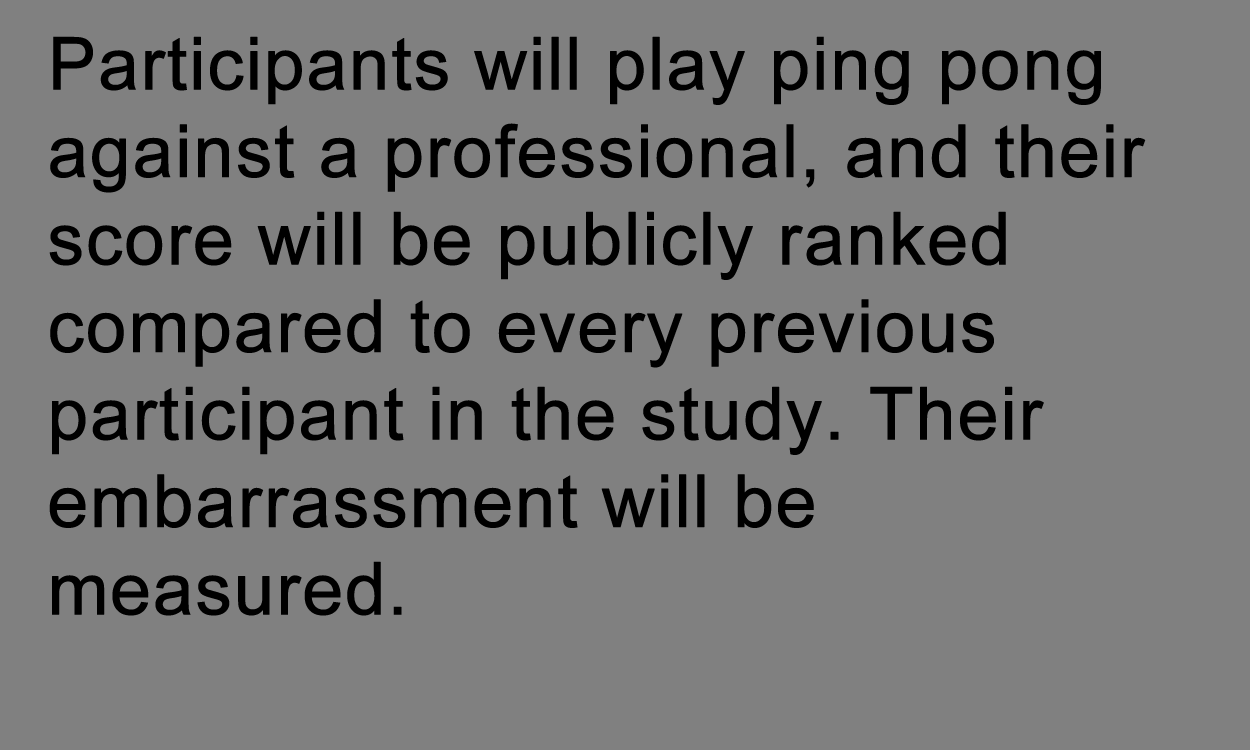 Participants will play ping pong
against a professional, and their
score will be publicly ranked
compared to every previous
participant in the study. Their
embarrassment will be
measured.